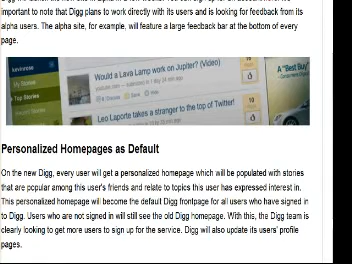 important to note that Digg plans to work directly with its users and is looking for feedback from its
alpha users. The alpha site, for example, will feature a large feedback bar at the bottom of every
page.
kevinrose
My Stories
Top Stories
Would a Lava Lamp work on Jupiter? (Video)
Leo Laporte takes a stranger to the top of Twitter!
A "Best Buy"
Personalized Homepages as Default
On the new Digg, every user will get a personalized homepage which will be populated with stories
that are popular among this user's friends and relate to topics this user has expressed interest in.
This personalized homepage will become the default Digg frontpage for all users who have signed in
to Digg. Users who are not signed in will still see the old Digg homepage. With this, the Digg team is
clearly looking to get more users to sign up for the service. Digg will also update its users' profile
pages.